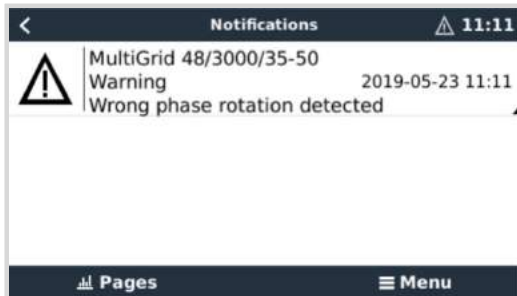 Notifications 11:11
MultiGrid 48/3000/35-50
Warning 2019-05-23 11:11
Wrong phase rotation detected
Pages Menu